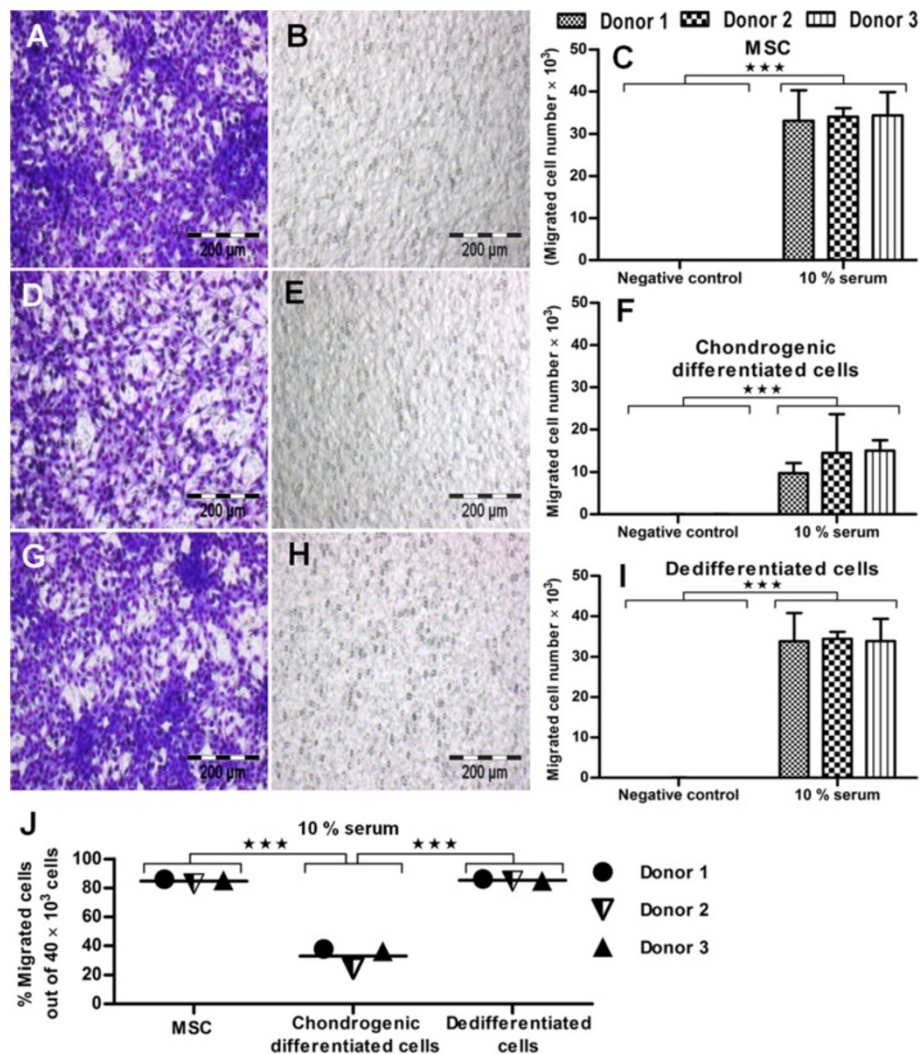 Donor 1 Donor 2 Donor 3
A
200 µm
B
200 µm
C
MSC
★★★
(Migrated cell number × 10³)
50
40
30
20
10
0
Negative control 10 % serum
D
200 µm
E
200 µm
F
Chondrogenic
differentiated cells
★★★
Migrated cell number × 10³)
50
40
30
20
10
0
Negative control 10 % serum
G
200 µm
H
200 µm
I
Dedifferentiated cells
★★★
Migrated cell number × 10³)
50
40
30
20
10
0
Negative control 10 % serum
J
10 % serum
★★★ ★★★
% Migrated cells
out of 40 × 10³ cells
100
80
60
40
20
0
MSC Chondrogenic Dedifferentiated
differentiated cells cells
Donor 1
Donor 2
Donor 3